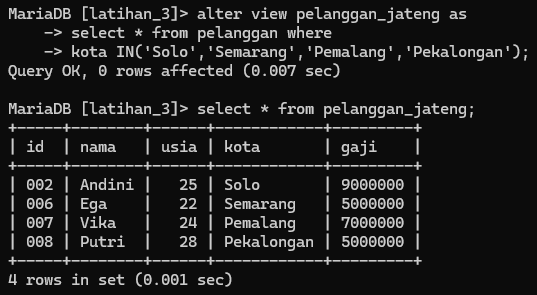 MariaDB [latihan_3]> alter view pelanggan_jateng as
    -> select * from pelanggan where
    -> kota IN('Solo','Semarang','Pemalang','Pekalongan');
Query OK, 0 rows affected (0.007 sec)

MariaDB [latihan_3]> select * from pelanggan_jateng;
+-----+--------+------+------------+---------+
| id  | nama   | usia | kota       | gaji    |
+-----+--------+------+------------+---------+
| 002 | Andini |   25 | Solo       | 9000000 |
| 006 | Ega    |   22 | Semarang   | 5000000 |
| 007 | Vika   |   24 | Pemalang   | 7000000 |
| 008 | Putri  |   28 | Pekalongan | 5000000 |
+-----+--------+------+------------+---------+
4 rows in set (0.001 sec)